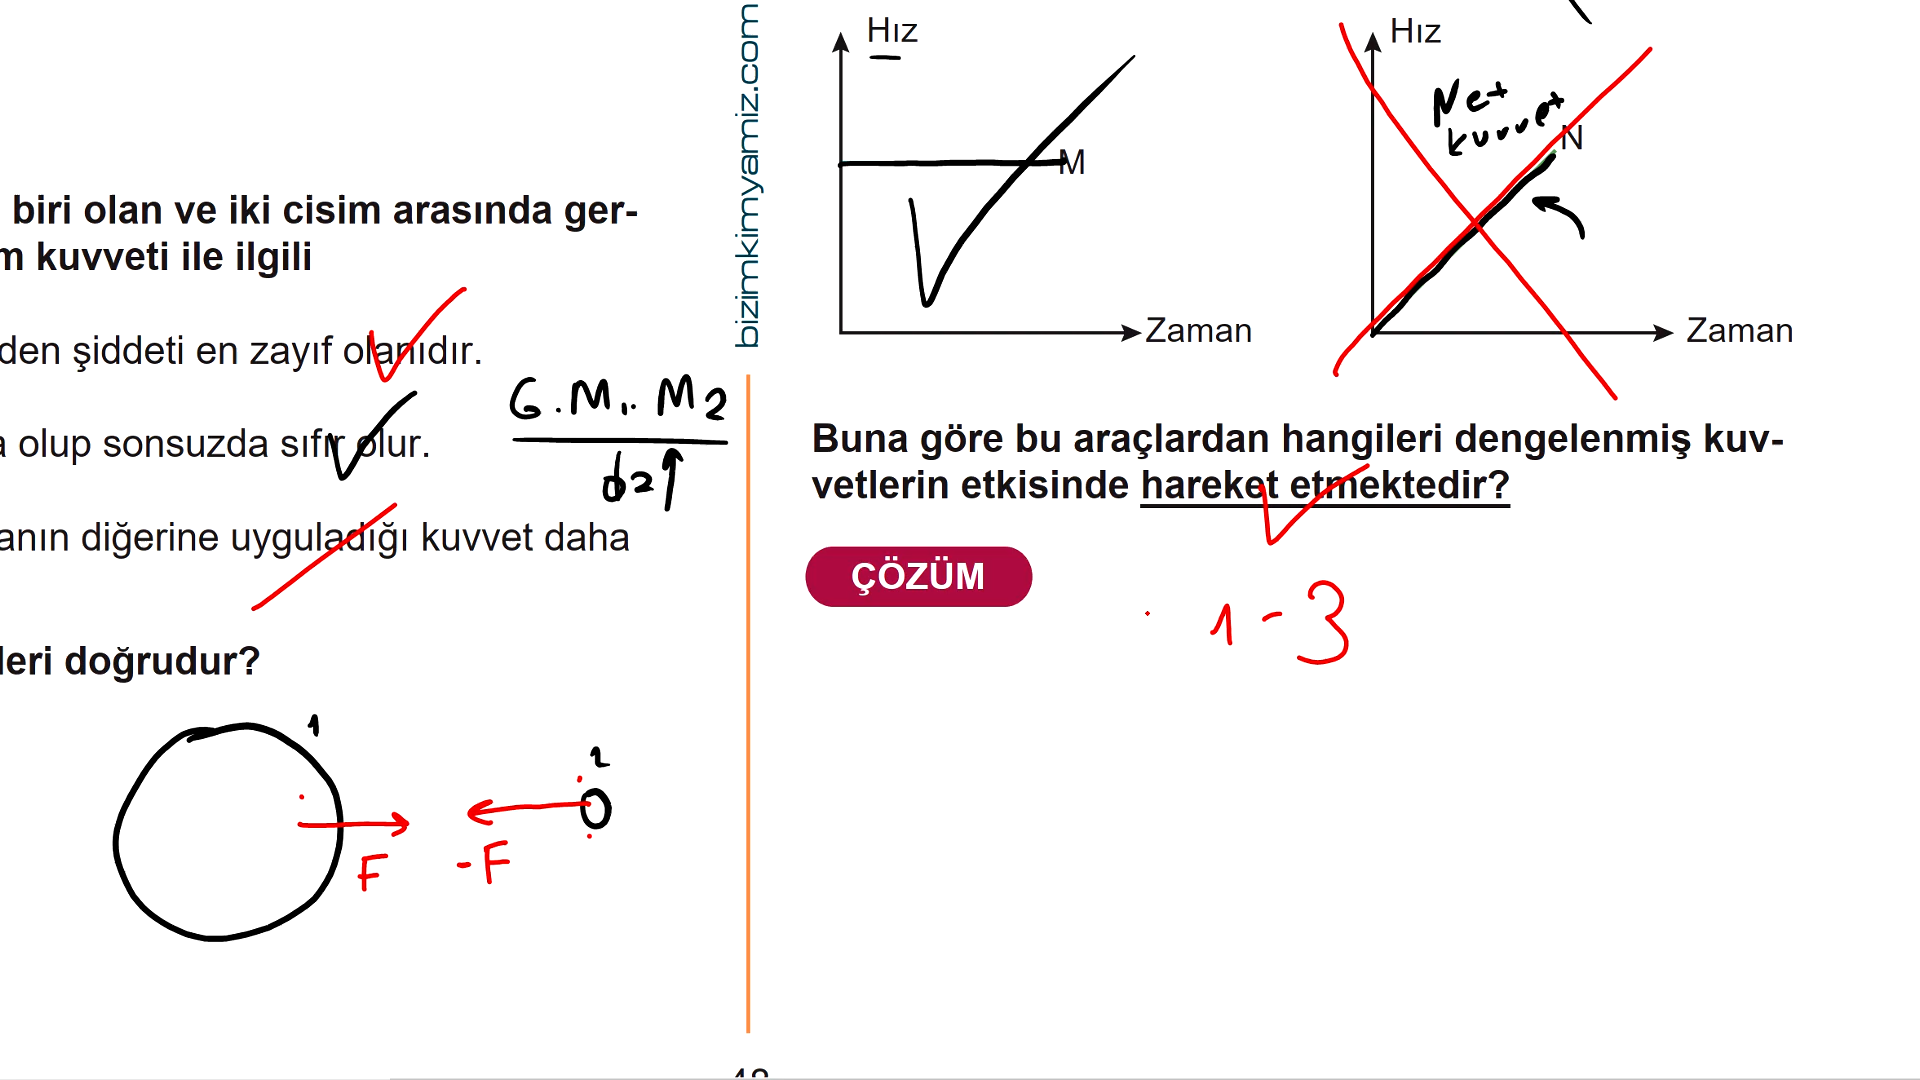 biri olan ve iki cisim arasında ger-
m kuvveti ile ilgili
den şiddeti en zayıf olanıdır.
olup sonsuzda sıfır olur.
G.M1.M2
d2↑
anın diğerine uyguladığı kuvvet daha
leri doğrudur?
1
2
F
-F
bizimkimyamiz.com
Hız
M
Zaman
Hız
Net
kuvvet
N
Zaman
Buna göre bu araçlardan hangileri dengelenmiş kuv-
vetlerin etkisinde hareket etmektedir?
ÇÖZÜM
1-3